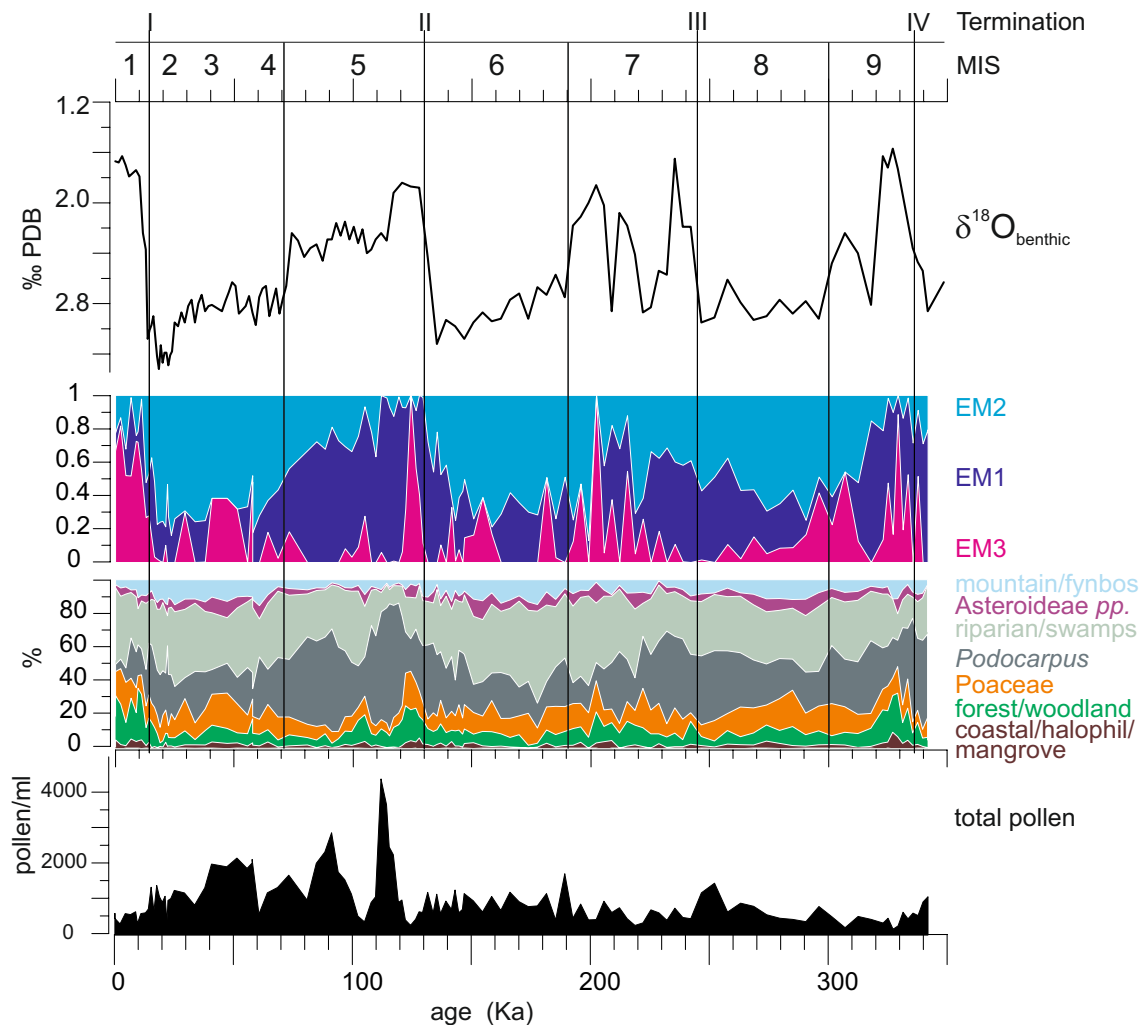 I II III IV Termination
1 2 3 4 5 6 7 8 9 MIS
1.2
2.0
2.8
‰ PDB
δ18Obenthic
1
0.8
0.6
0.4
0.2
0
EM2
EM1
EM3
80
60
40
20
0
%
mountain/fynbos
Asteroideae pp.
riparian/swamps
Podocarpus
Poaceae
forest/woodland
coastal/halophil/
mangrove
4000
2000
0
pollen/ml
total pollen
0 100 200 300
age (Ka)